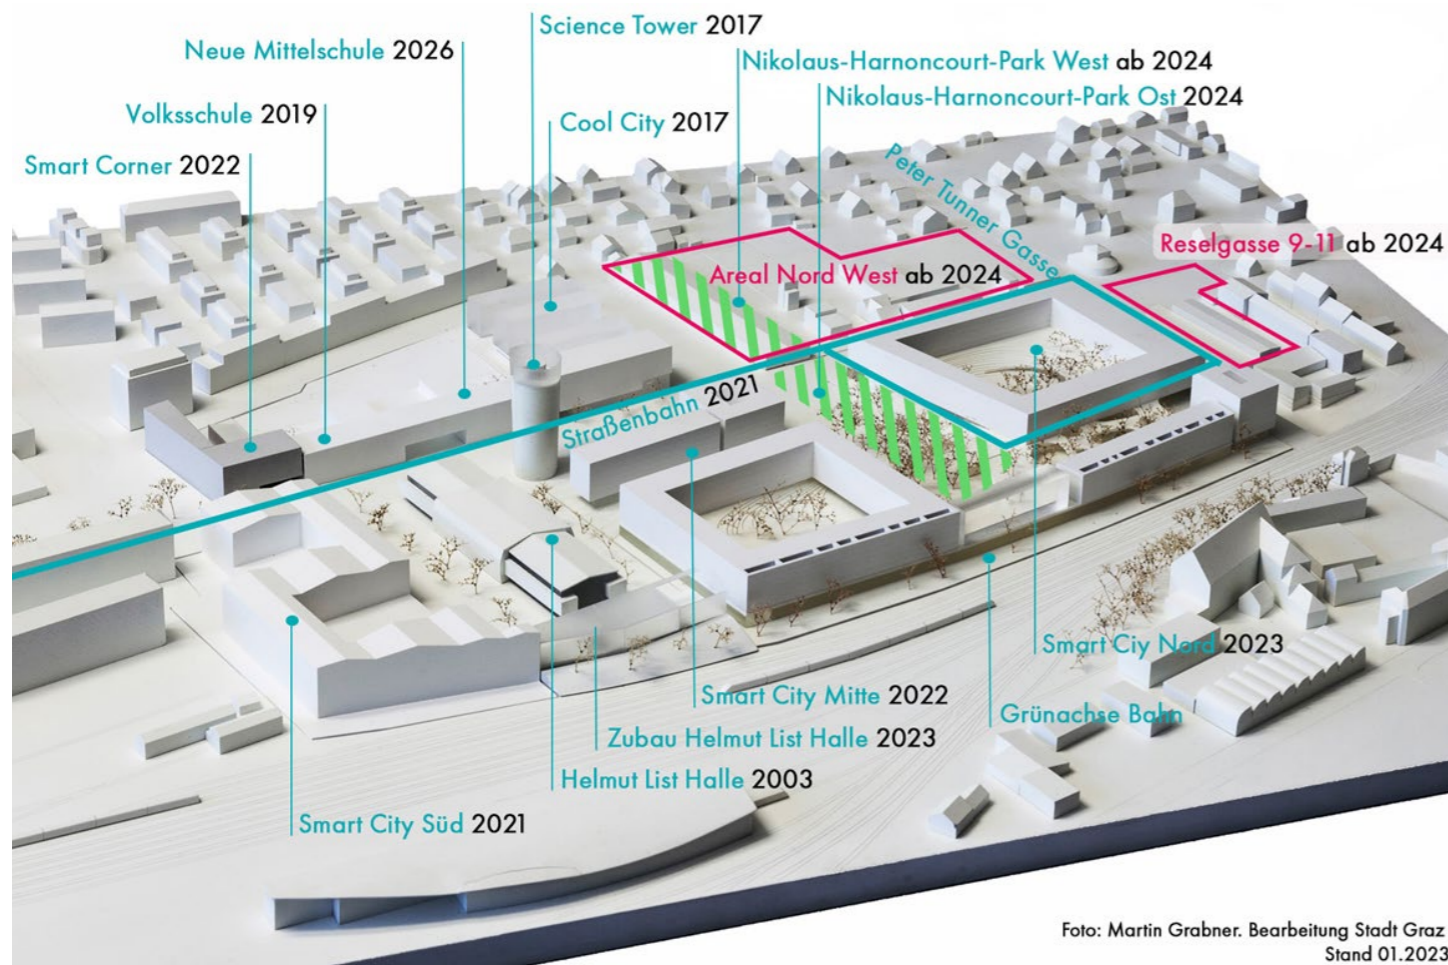 Science Tower 2017
Neue Mittelschule 2026
Nikolaus-Harnoncourt-Park West ab 2024
Nikolaus-Harnoncourt-Park Ost 2024
Volksschule 2019
Cool City 2017
Smart Corner 2022
Peter Tunner Gasse
Reselgasse 9-11 ab 2024
Areal Nord West ab 2024
Straßenbahn 2021
Smart Ciy Nord 2023
Smart City Mitte 2022
Grünachse Bahn
Zubau Helmut List Halle 2023
Helmut List Halle 2003
Smart City Süd 2021
Foto: Martin Grabner. Bearbeitung Stadt Graz
Stand 01.2023